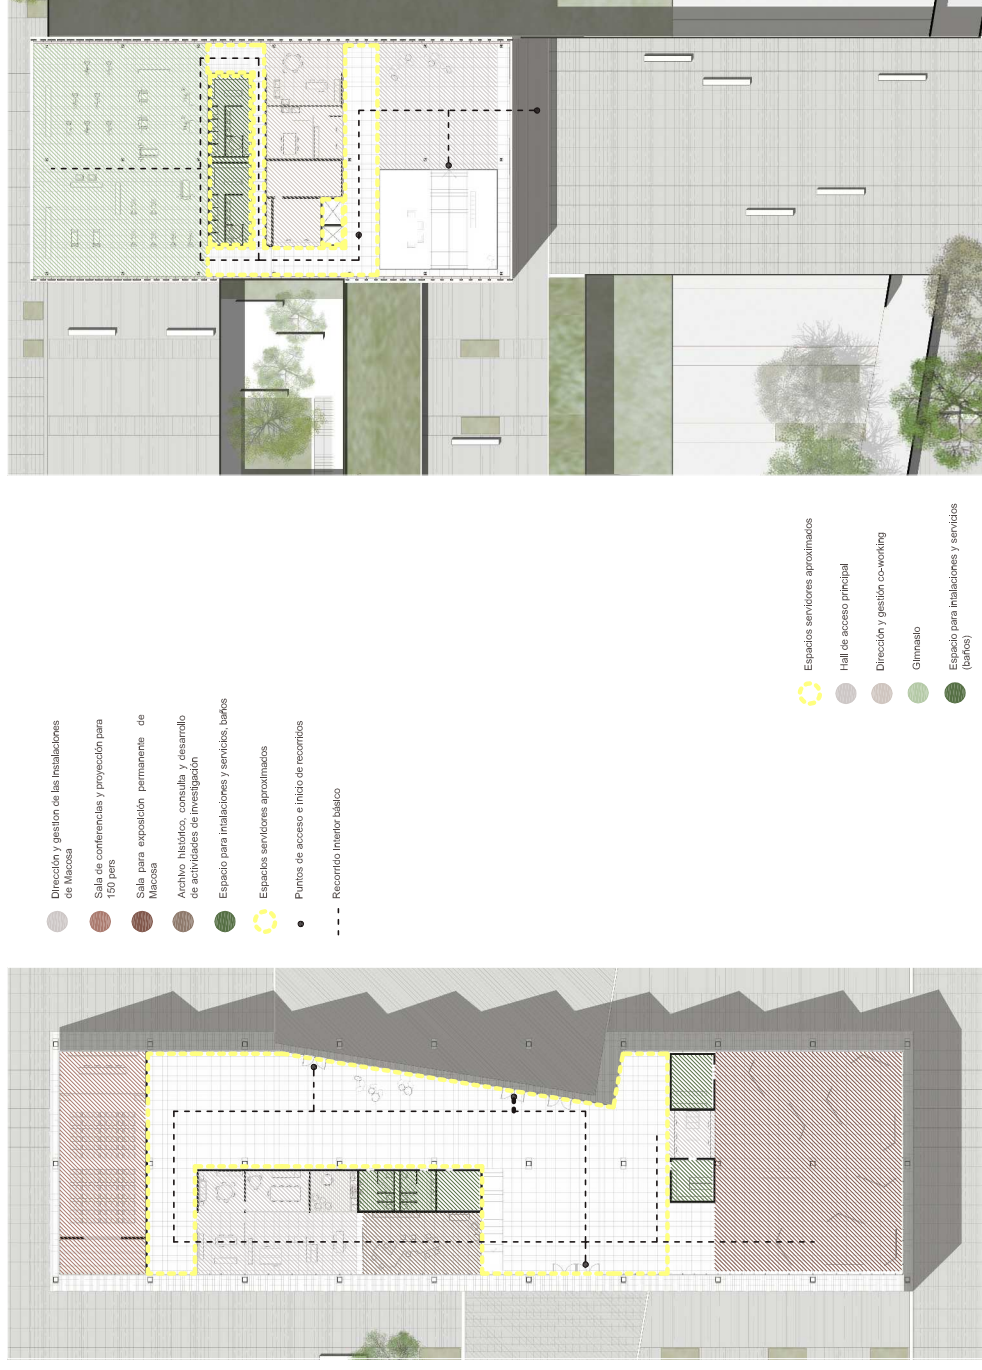 Dirección y gestion de las instalaciones
de Macosa
Sala de conferencias y proyección para
150 pers
Sala para exposición permanente de
Macosa
Archivo histórico, consulta y desarrollo
de actividades de investigación
Espacio para intalaciones y servicios, baños
Espacios servidores aproximados
Puntos de acceso e inicio de recorridos
Recorrido interior básico
Espacios servidores aproximados
Hall de acceso principal
Dirección y gestión co-working
Gimnasio
Espacio para intalaciones y servicios
(baños)